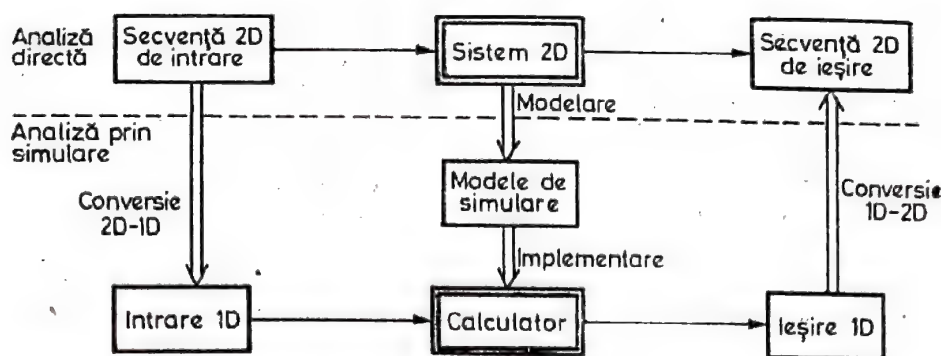 Analiză
directă
Secvență 2D
de intrare
Sistem 2D
Secvență 2D
de ieșire
Modelare
Analiză prin
simulare
Modele de
simulare
Conversie
2D-1D
Conversie
1D-2D
Implementare
Intrare 1D
Calculator
Ieșire 1D